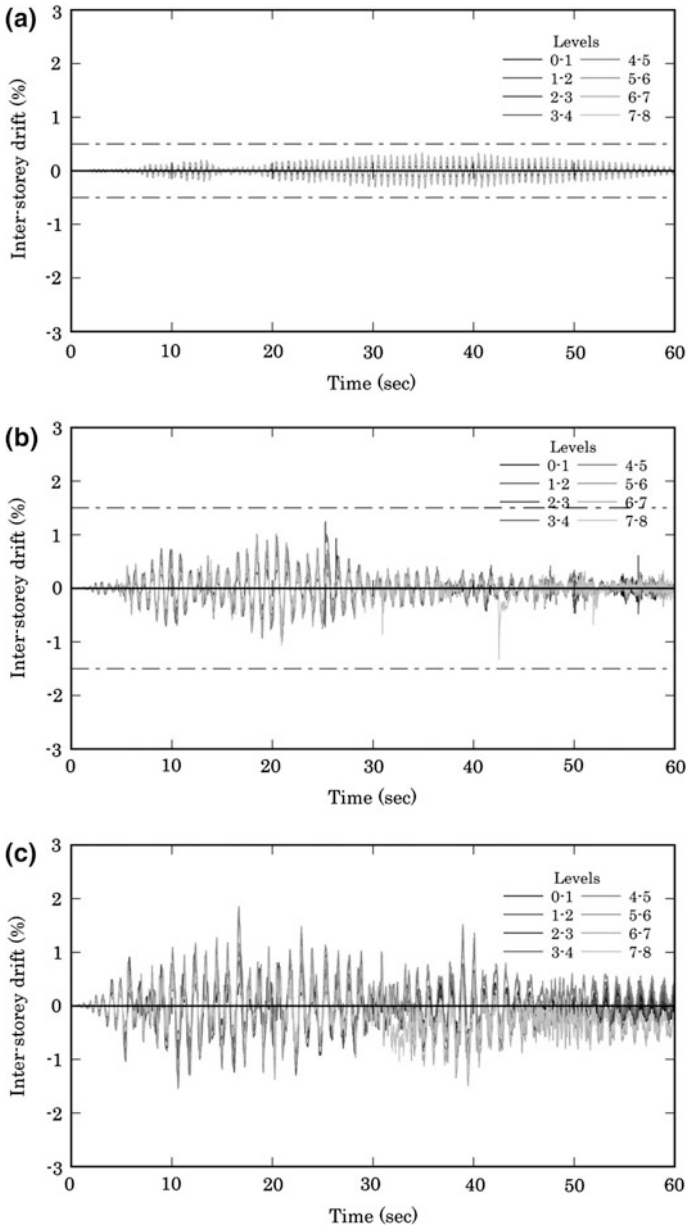 (a)
3
2
1
0
-1
-2
-3
Inter-storey drift (%)
Levels
0-1 4-5
1-2 5-6
2-3 6-7
3-4 7-8
0 10 20 30 40 50 60
Time (sec)
(b)
3
2
1
0
-1
-2
-3
Inter-storey drift (%)
Levels
0-1 4-5
1-2 5-6
2-3 6-7
3-4 7-8
0 10 20 30 40 50 60
Time (sec)
(c)
3
2
1
0
-1
-2
-3
Inter-storey drift (%)
Levels
0-1 4-5
1-2 5-6
2-3 6-7
3-4 7-8
0 10 20 30 40 50 60
Time (sec)